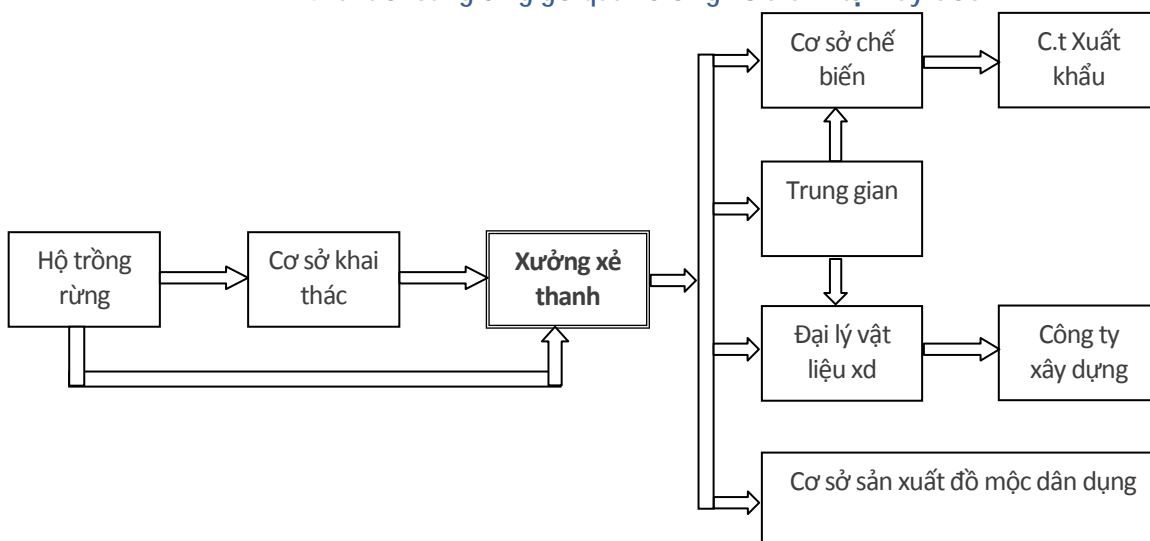 Cơ sở chế
biến
C.t Xuất
khẩu
Trung gian
Hộ trồng
rừng
Cơ sở khai
thác
Xưởng xẻ
thanh
Đại lý vật
liệu xd
Công ty
xây dựng
Cơ sở sản xuất đồ mộc dân dụng